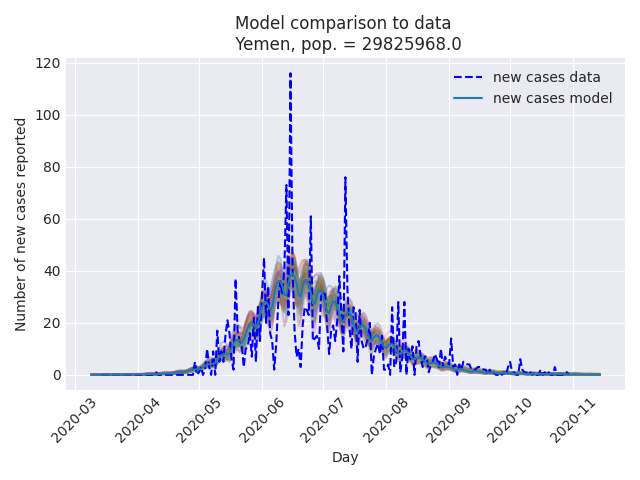 Model comparison to data
Yemen, pop. = 29825968.0
new cases data
new cases model
Number of new cases reported
120
100
80
60
40
20
0
2020-03
2020-04
2020-05
2020-06
2020-07
2020-08
2020-09
2020-10
2020-11
Day